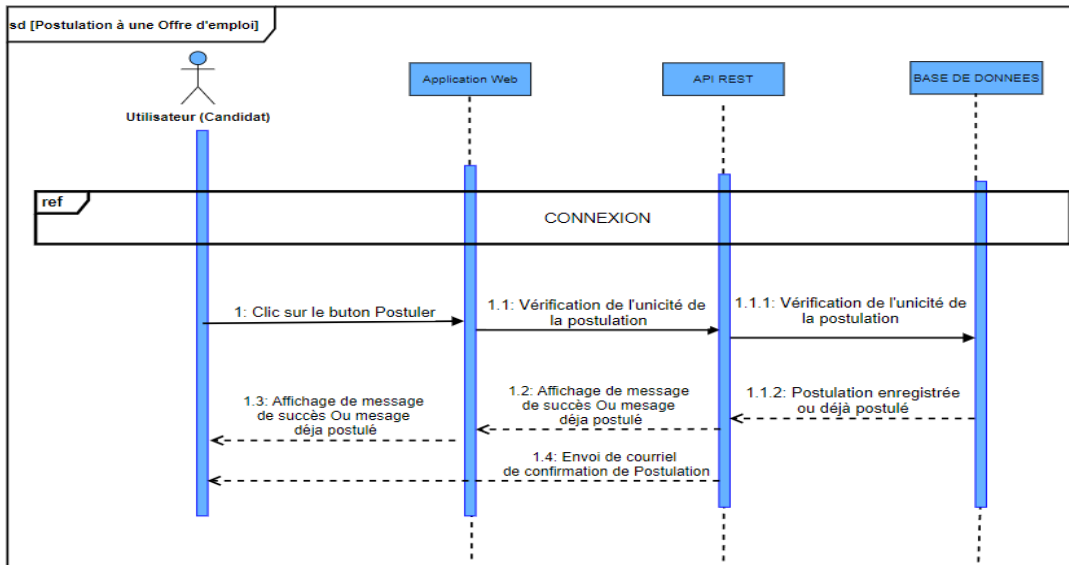 sd [Postulation à une Offre d'emploi]
Utilisateur (Candidat)
Application Web
API REST
BASE DE DONNEES
ref
CONNEXION
1: Clic sur le buton Postuler
1.1: Vérification de l'unicité de
la postulation
1.1.1: Vérification de l'unicité de
la postulation
1.1.2: Postulation enregistrée
ou déjà postulé
1.2: Affichage de message
de succès Ou mesage
déja postulé
1.3: Affichage de message
de succès Ou mesage
déja postulé
1.4: Envoi de courriel
de confirmation de Postulation